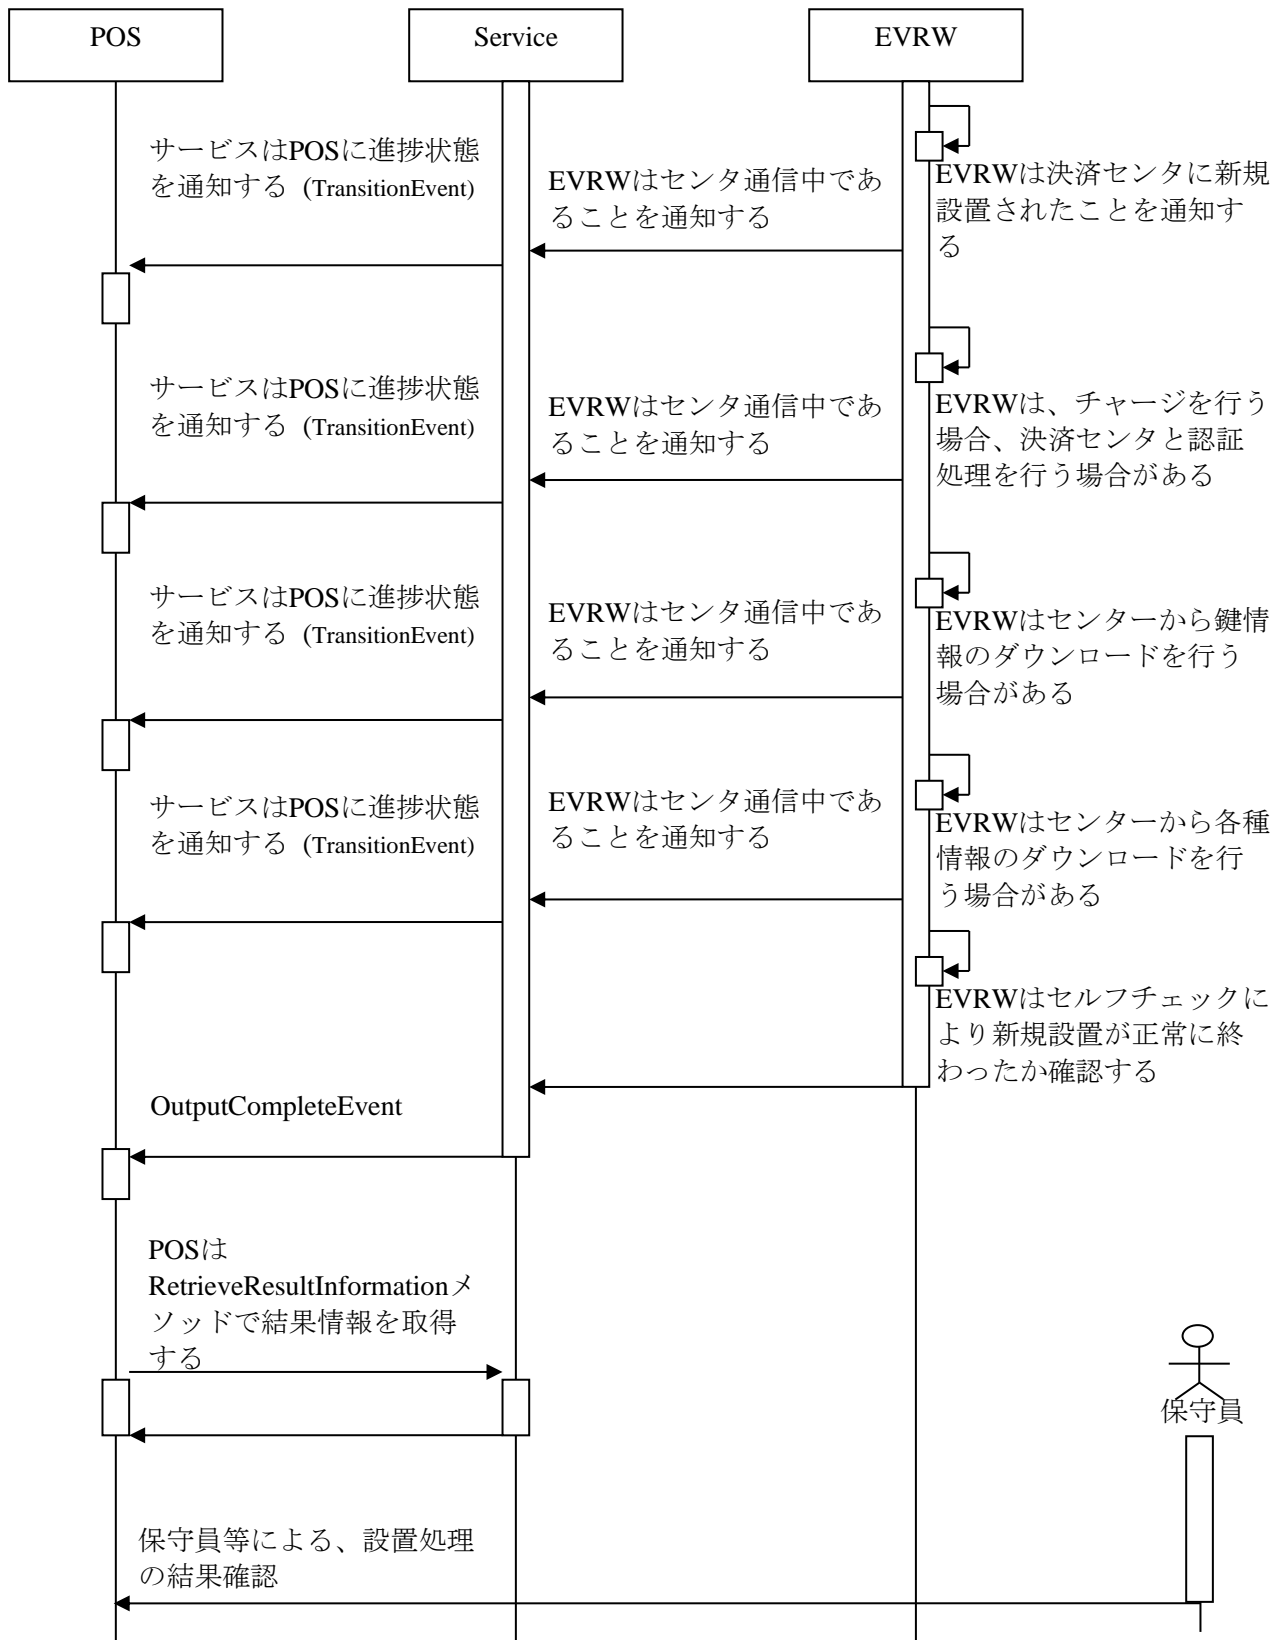 POS
Service
EVRW
サービスはPOSに進捗状態
を通知する (TransitionEvent)
EVRWはセンタ通信中であ
ることを通知する
EVRWは決済センタに新規
設置されたことを通知す
る
サービスはPOSに進捗状態
を通知する (TransitionEvent)
EVRWはセンタ通信中であ
ることを通知する
EVRWは、チャージを行う
場合、決済センタと認証
処理を行う場合がある
サービスはPOSに進捗状態
を通知する (TransitionEvent)
EVRWはセンタ通信中であ
ることを通知する
EVRWはセンターから鍵情
報のダウンロードを行う
場合がある
サービスはPOSに進捗状態
を通知する (TransitionEvent)
EVRWはセンタ通信中であ
ることを通知する
EVRWはセンターから各種
情報のダウンロードを行
う場合がある
EVRWはセルフチェックに
より新規設置が正常に終
わったか確認する
OutputCompleteEvent
POSは
RetrieveResultInformationメ
ソッドで結果情報を取得
する
保守員
保守員等による、設置処理
の結果確認